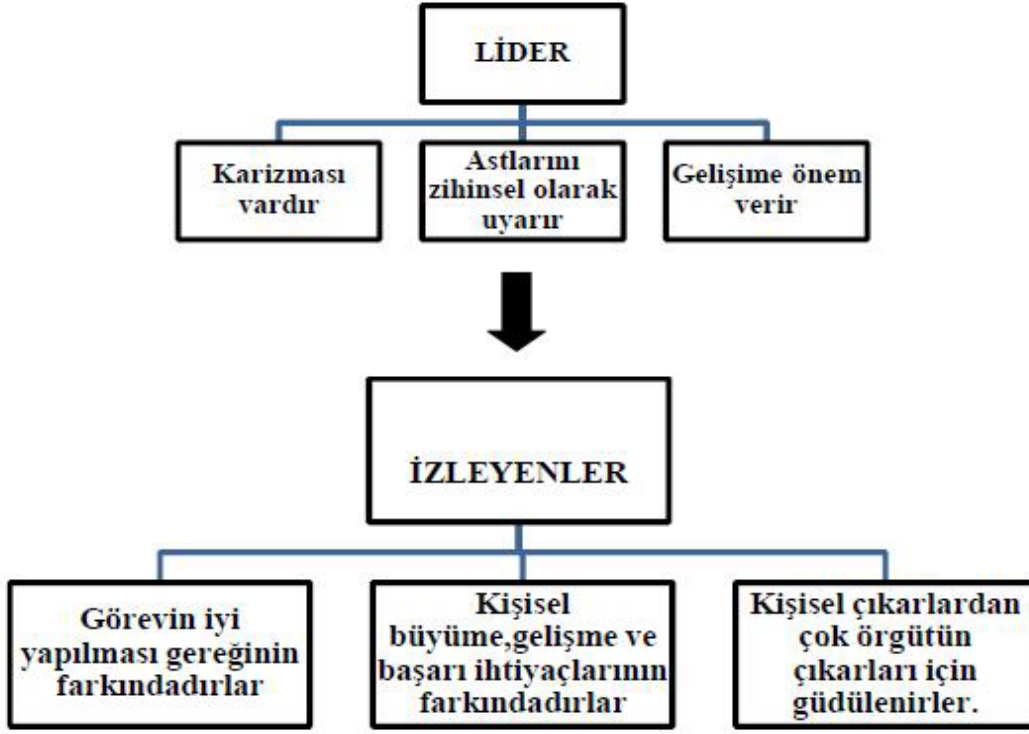 LİDER
Karizması
vardır
Astlarını
zihinsel olarak
uyarır
Gelişime önem
verir
İZLEYENLER
Görevin iyi
yapılması gereğinin
farkındadırlar
Kişisel
büyüme,gelişme ve
başarı ihtiyaçlarının
farkındadırlar
Kişisel çıkarlardan
çok örgütün
çıkarları için
güdülenirler.